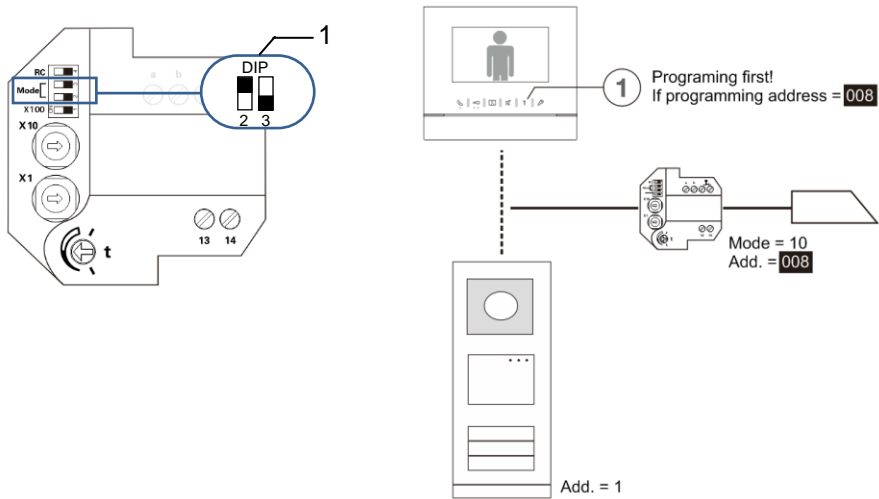 1
DIP
2 3
RC
Mode
X100
X10
X1
a b
t
13 14
1
Programing first!
If programming address = 008
Mode = 10
Add. = 008
Add. = 1